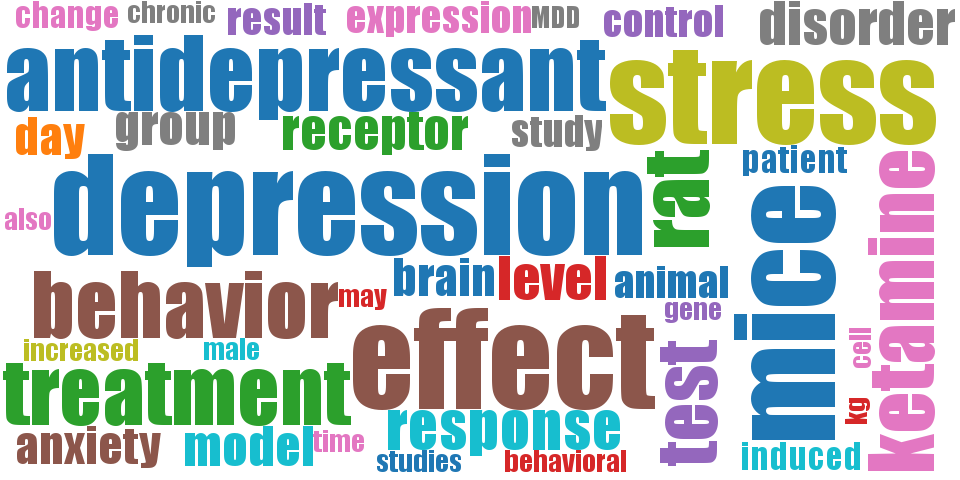 change
chronic
result
expression
MDD
control
disorder
antidepressant
stress
day
group
receptor
study
patient
depression
rat
mice
ketamine
also
behavior
may
brain
level
animal
gene
increased
male
effect
test
cell
treatment
kg
response
anxiety
model
time
studies
behavioral
induced